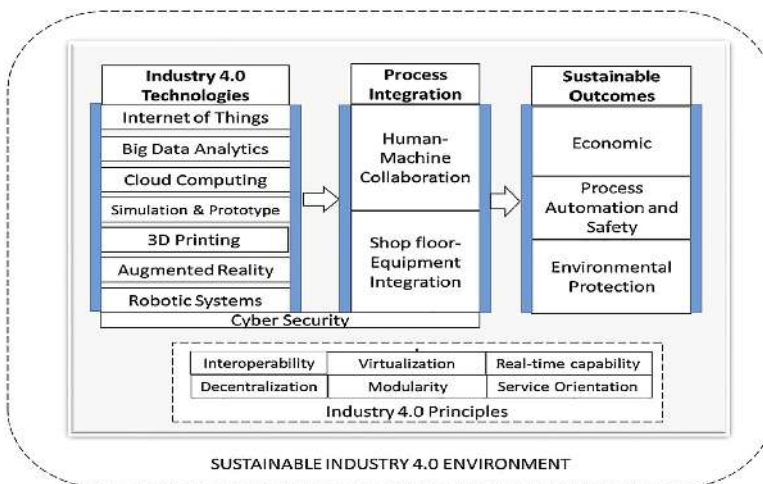 Industry 4.0
Technologies
Internet of Things
Big Data Analytics
Cloud Computing
Simulation & Prototype
3D Printing
Augmented Reality
Robotic Systems
Process
Integration
Human-
Machine
Collaboration
Shop floor-
Equipment
Integration
Sustainable
Outcomes
Economic
Process
Automation and
Safety
Environmental
Protection
Cyber Security
Interoperability
Virtualization
Real-time capability
Decentralization
Modularity
Service Orientation
Industry 4.0 Principles
SUSTAINABLE INDUSTRY 4.0 ENVIRONMENT